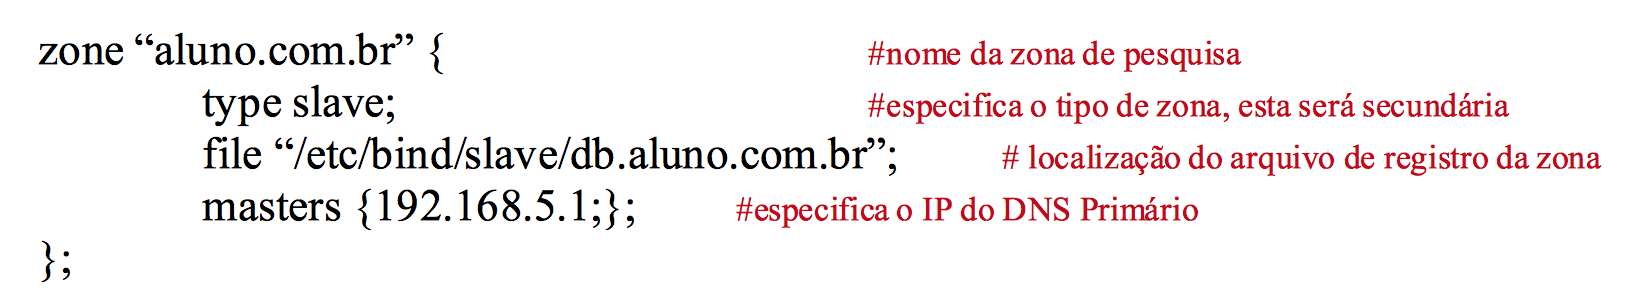 zone “aluno.com.br” { #nome da zona de pesquisa
type slave; #especifica o tipo de zona, esta será secundária
file “/etc/bind/slave/db.aluno.com.br”; # localização do arquivo de registro da zona
masters {192.168.5.1;}; #especifica o IP do DNS Primário
};